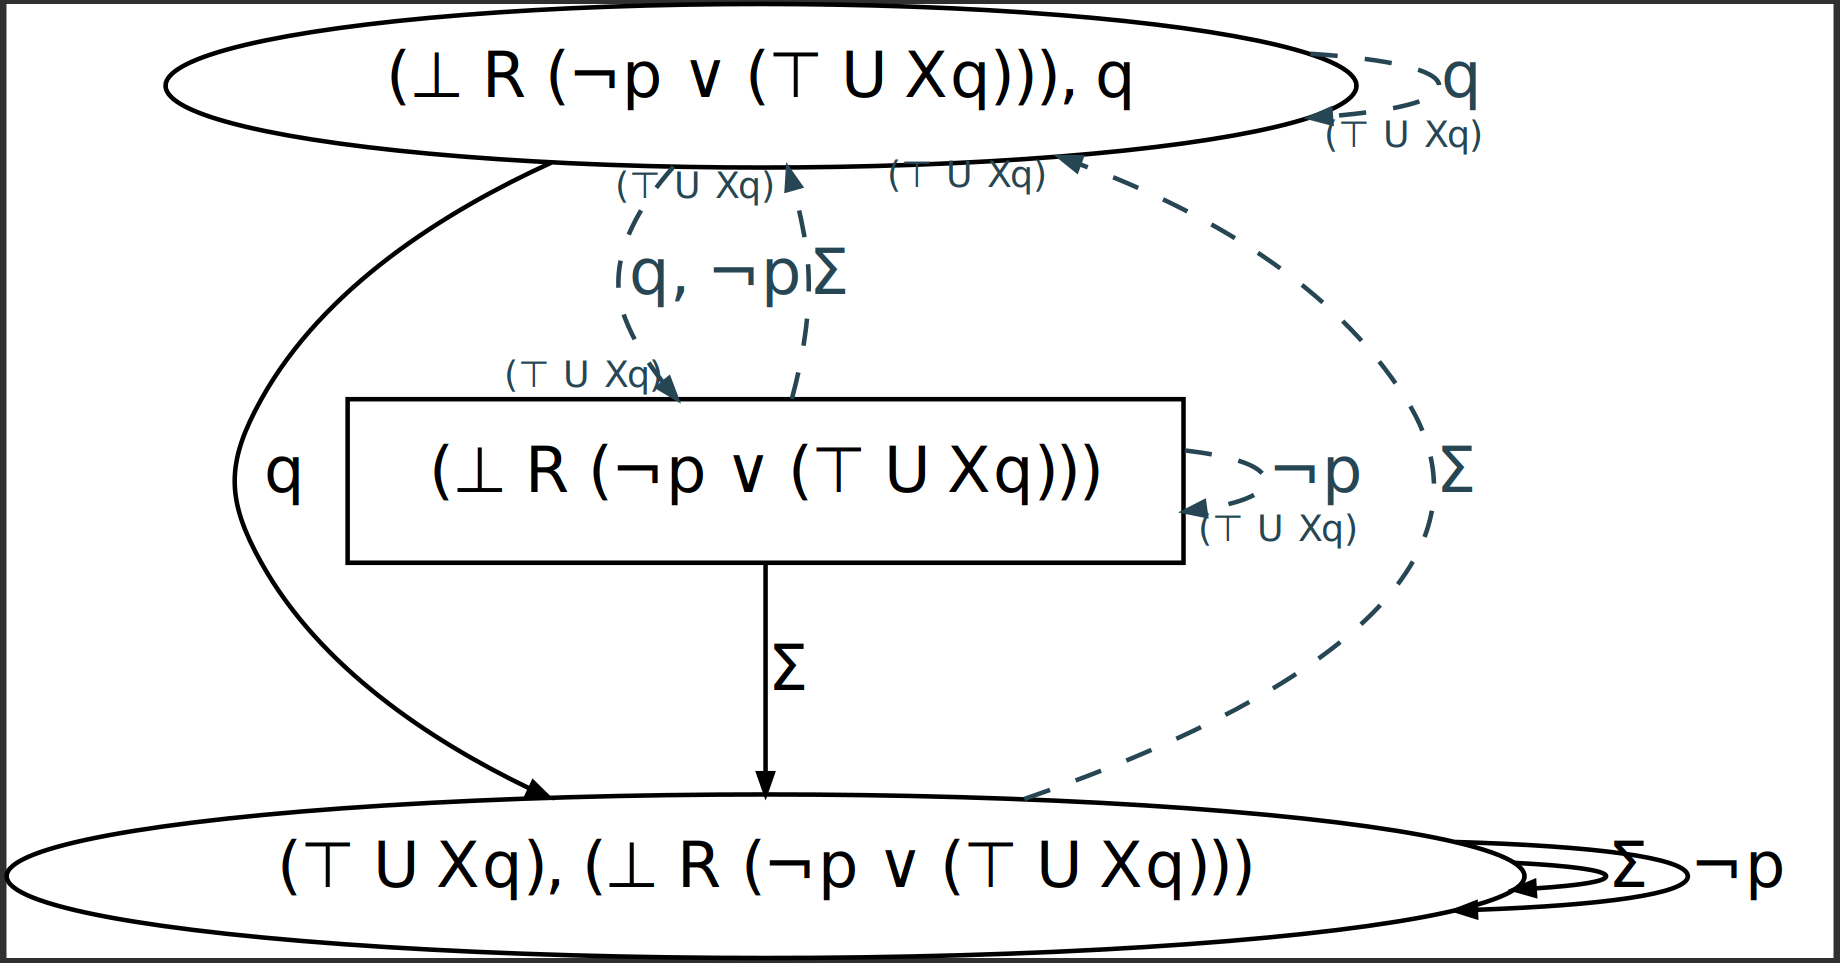 (⊥ R (¬p ∨ (⊤ U Xq))), q
q
(⊤ U Xq)
(⊤ U Xq)
(⊤ U Xq)
q, ¬p
Σ
(⊤ U Xq)
q
(⊥ R (¬p ∨ (⊤ U Xq)))
¬p
Σ
(⊤ U Xq)
Σ
(⊤ U Xq), (⊥ R (¬p ∨ (⊤ U Xq)))
Σ
¬p